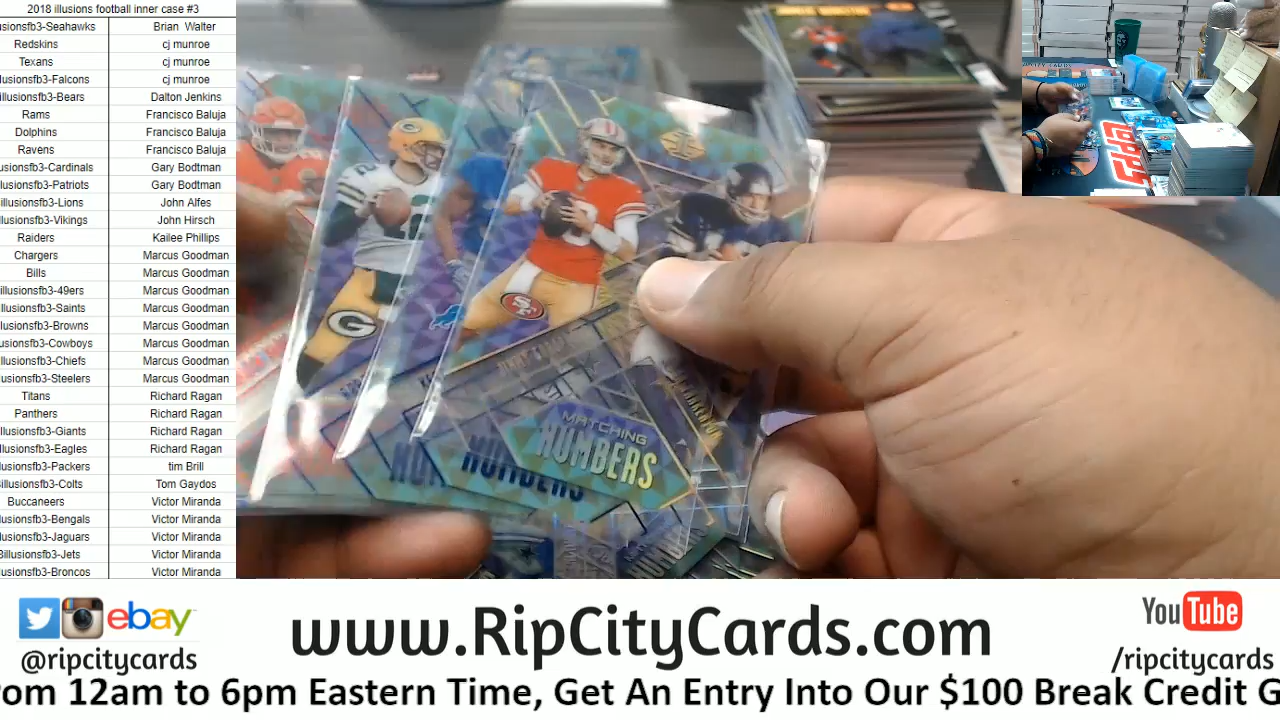 2018 illusions football inner case #3
usionsfb3-Seahawks Brian Walter
Redskins cj munroe
Texans cj munroe
llusionsfb3-Falcons cj munroe
illusionsfb3-Bears Dalton Jenkins
Rams Francisco Baluja
Dolphins Francisco Baluja
Ravens Francisco Baluja
lusionsfb3-Cardinals Gary Bodtman
llusionsfb3-Patriots Gary Bodtman
illusionsfb3-Lions John Alfes
lusionsfb3-Vikings John Hirsch
Raiders Kailee Phillips
Chargers Marcus Goodman
Bills Marcus Goodman
illusionsfb3-49ers Marcus Goodman
llusionsfb3-Saints Marcus Goodman
llusionsfb3-Browns Marcus Goodman
lusionsfb3-Cowboys Marcus Goodman
llusionsfb3-Chiefs Marcus Goodman
lusionsfb3-Steelers Marcus Goodman
Titans Richard Ragan
Panthers Richard Ragan
llusionsfb3-Giants Richard Ragan
llusionsfb3-Eagles Richard Ragan
lusionsfb3-Packers tim Brill
illusionsfb3-Colts Tom Gaydos
Buccaneers Victor Miranda
lusionsfb3-Bengals Victor Miranda
lusionsfb3-Jaguars Victor Miranda
3illusionsfb3-Jets Victor Miranda
usionsfb3-Broncos Victor Miranda
MATCHING
NUMBERS
NUMBERS
ebay
@ripcitycards
www.RipCityCards.com
YouTube
/ripcitycards
rom 12am to 6pm Eastern Time, Get An Entry Into Our $100 Break Credit G